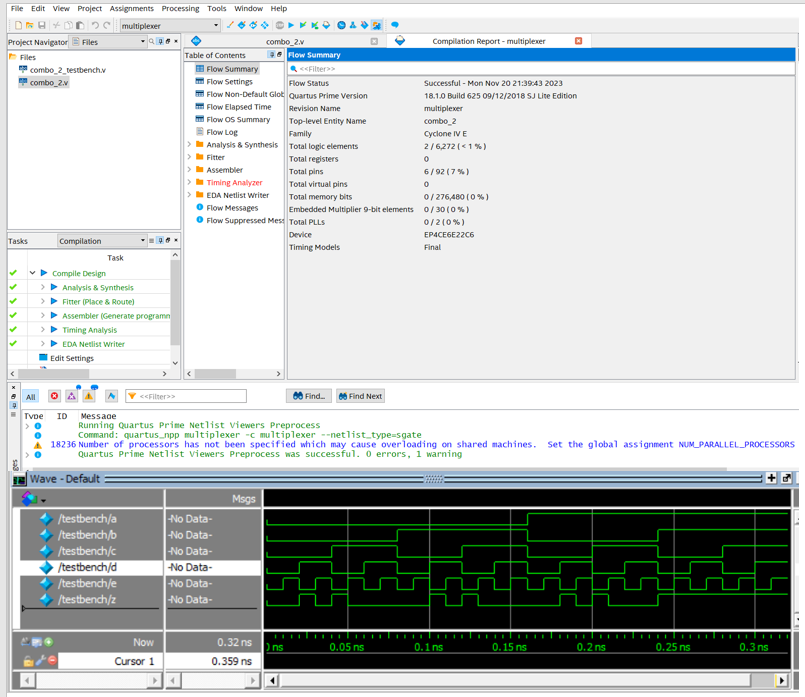 File Edit View Project Assignments Processing Tools Window Help
multiplexer
Project Navigator Files
Files
combo_2_testbench.v
combo_2.v
Tasks Compilation
Task
Compile Design
Analysis & Synthesis
Fitter (Place & Route)
Assembler (Generate programm
Timing Analysis
EDA Netlist Writer
Edit Settings
combo_2.v
Compilation Report - multiplexer
Table of Contents
Flow Summary
Flow Settings
Flow Non-Default Glob
Flow Elapsed Time
Flow OS Summary
Flow Log
Analysis & Synthesis
Fitter
Assembler
Timing Analyzer
EDA Netlist Writer
Flow Messages
Flow Suppressed Mess
Flow Summary
<<Filter>>
Flow Status Successful - Mon Nov 20 21:39:43 2023
Quartus Prime Version 18.1.0 Build 625 09/12/2018 SJ Lite Edition
Revision Name multiplexer
Top-level Entity Name combo_2
Family Cyclone IV E
Total logic elements 2 / 6,272 ( < 1 % )
Total registers 0
Total pins 6 / 92 ( 7 % )
Total virtual pins 0
Total memory bits 0 / 276,480 ( 0 % )
Embedded Multiplier 9-bit elements 0 / 30 ( 0 % )
Total PLLs 0 / 2 ( 0 % )
Device EP4CE6E22C6
Timing Models Final
All <<Filter>> Find... Find Next
Type ID Message
Running Quartus Prime Netlist Viewers Preprocess
Command: quartus_npp multiplexer -c multiplexer --netlist_type=sgate
18236 Number of processors has not been specified which may cause overloading on shared machines. Set the global assignment NUM_PARALLEL_PROCESSORS
Quartus Prime Netlist Viewers Preprocess was successful. 0 errors, 1 warning
Wave - Default
Msgs
/testbench/a -No Data-
/testbench/b -No Data-
/testbench/c -No Data-
/testbench/d -No Data-
/testbench/e -No Data-
/testbench/z -No Data-
Now 0.32 ns
Cursor 1 0.359 ns
ns 0.05 ns 0.1 ns 0.15 ns 0.2 ns 0.25 ns 0.3 ns